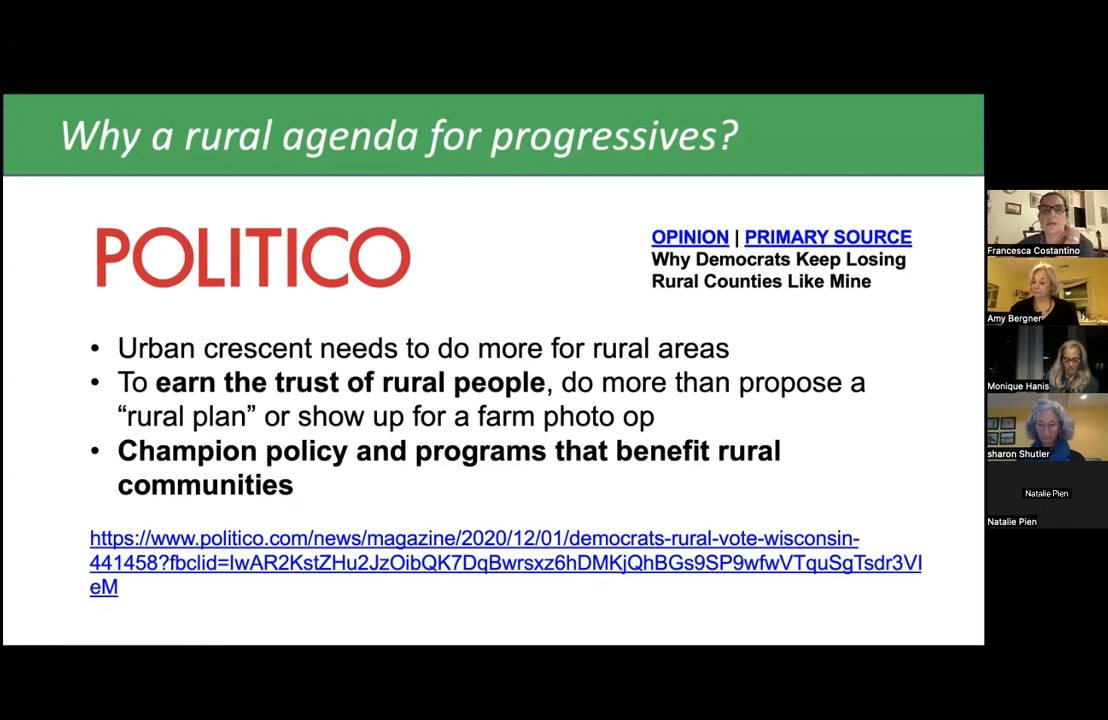 Why a rural agenda for progressives?
POLITICO
OPINION | PRIMARY SOURCE
Why Democrats Keep Losing
Rural Counties Like Mine
• Urban crescent needs to do more for rural areas
• To earn the trust of rural people, do more than propose a
“rural plan” or show up for a farm photo op
• Champion policy and programs that benefit rural
communities
https://www.politico.com/news/magazine/2020/12/01/democrats-rural-vote-wisconsin-
441458?fbclid=IwAR2KstZHu2JzOibQK7DqBwrsxz6hDMKjQhBGs9SP9wfwVTquSgTsdr3VI
eM
Francesca Costantino
Amy Bergner
Monique Hanis
sharon Shutler
Natalie Pien
Natalie Pien